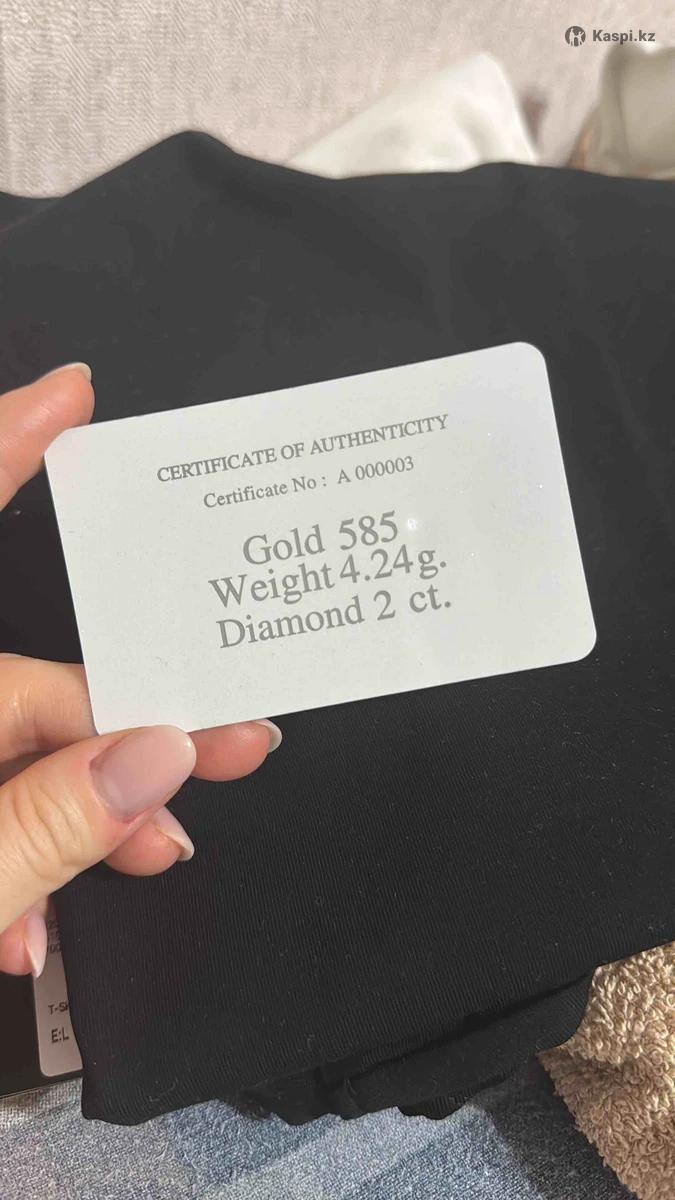 Kaspi.kz
CERTIFICATE OF AUTHENTICITY
Certificate No : A 000003
Gold 585
Weight 4.24g.
Diamond 2 ct.
E:L